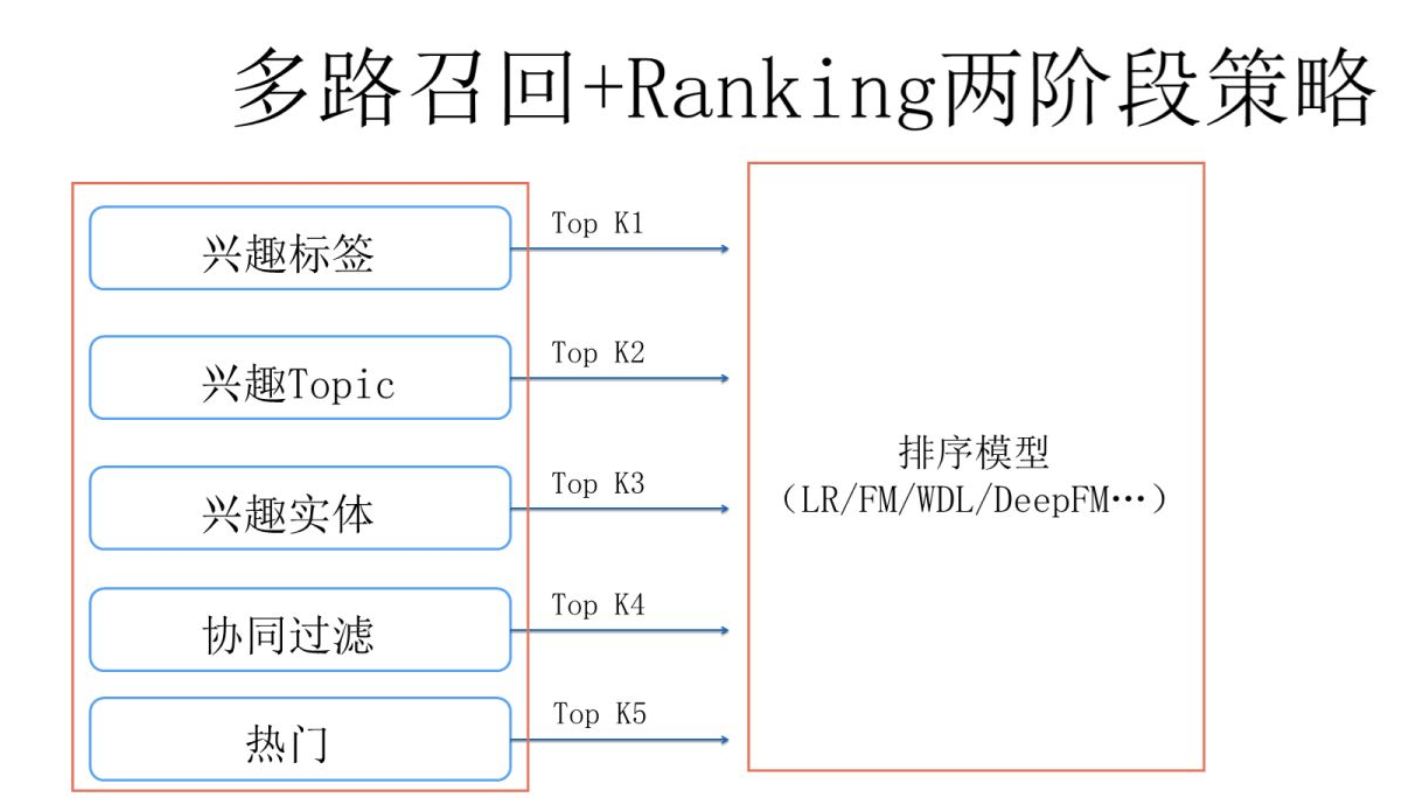 多路召回+Ranking两阶段策略
兴趣标签
Top K1
兴趣Topic
Top K2
兴趣实体
Top K3
协同过滤
Top K4
热门
Top K5
排序模型
（LR/FM/WDL/DeepFM…）